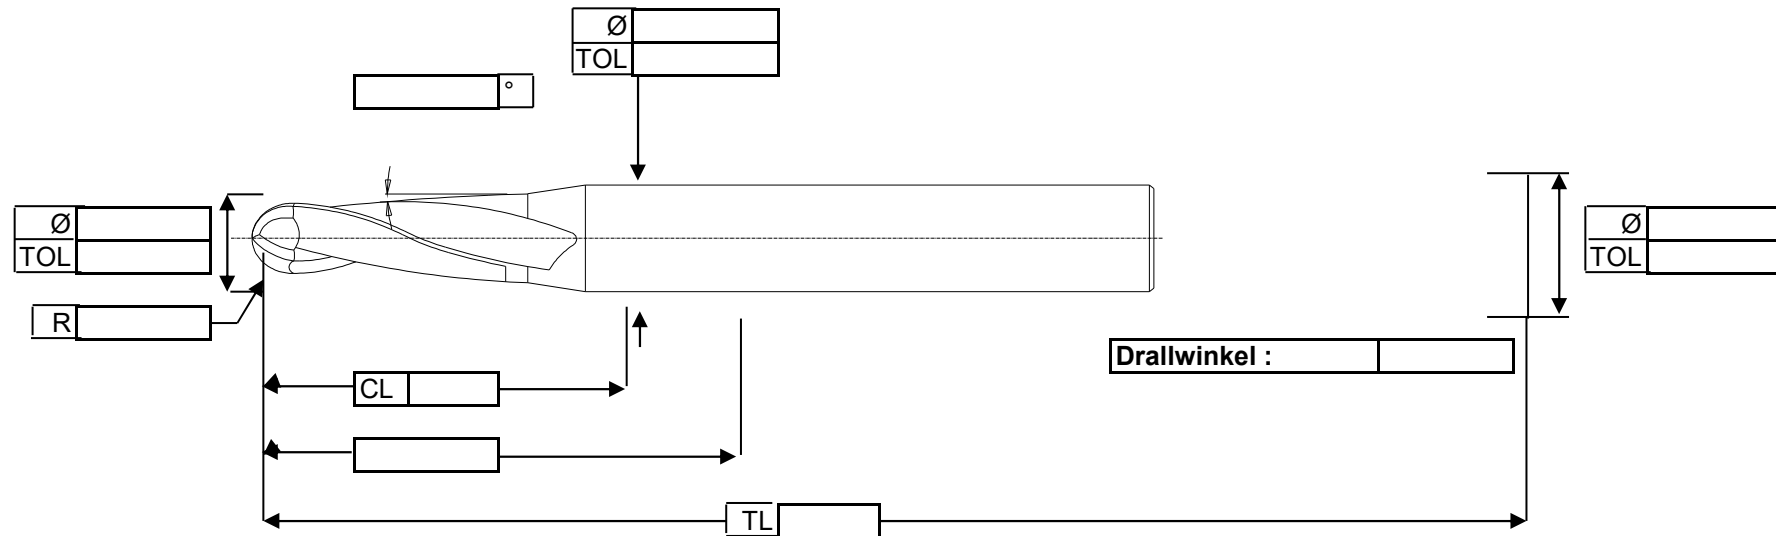 Ø
TOL
°
Ø
TOL
Ø
TOL
R
Drallwinkel :
CL
TL